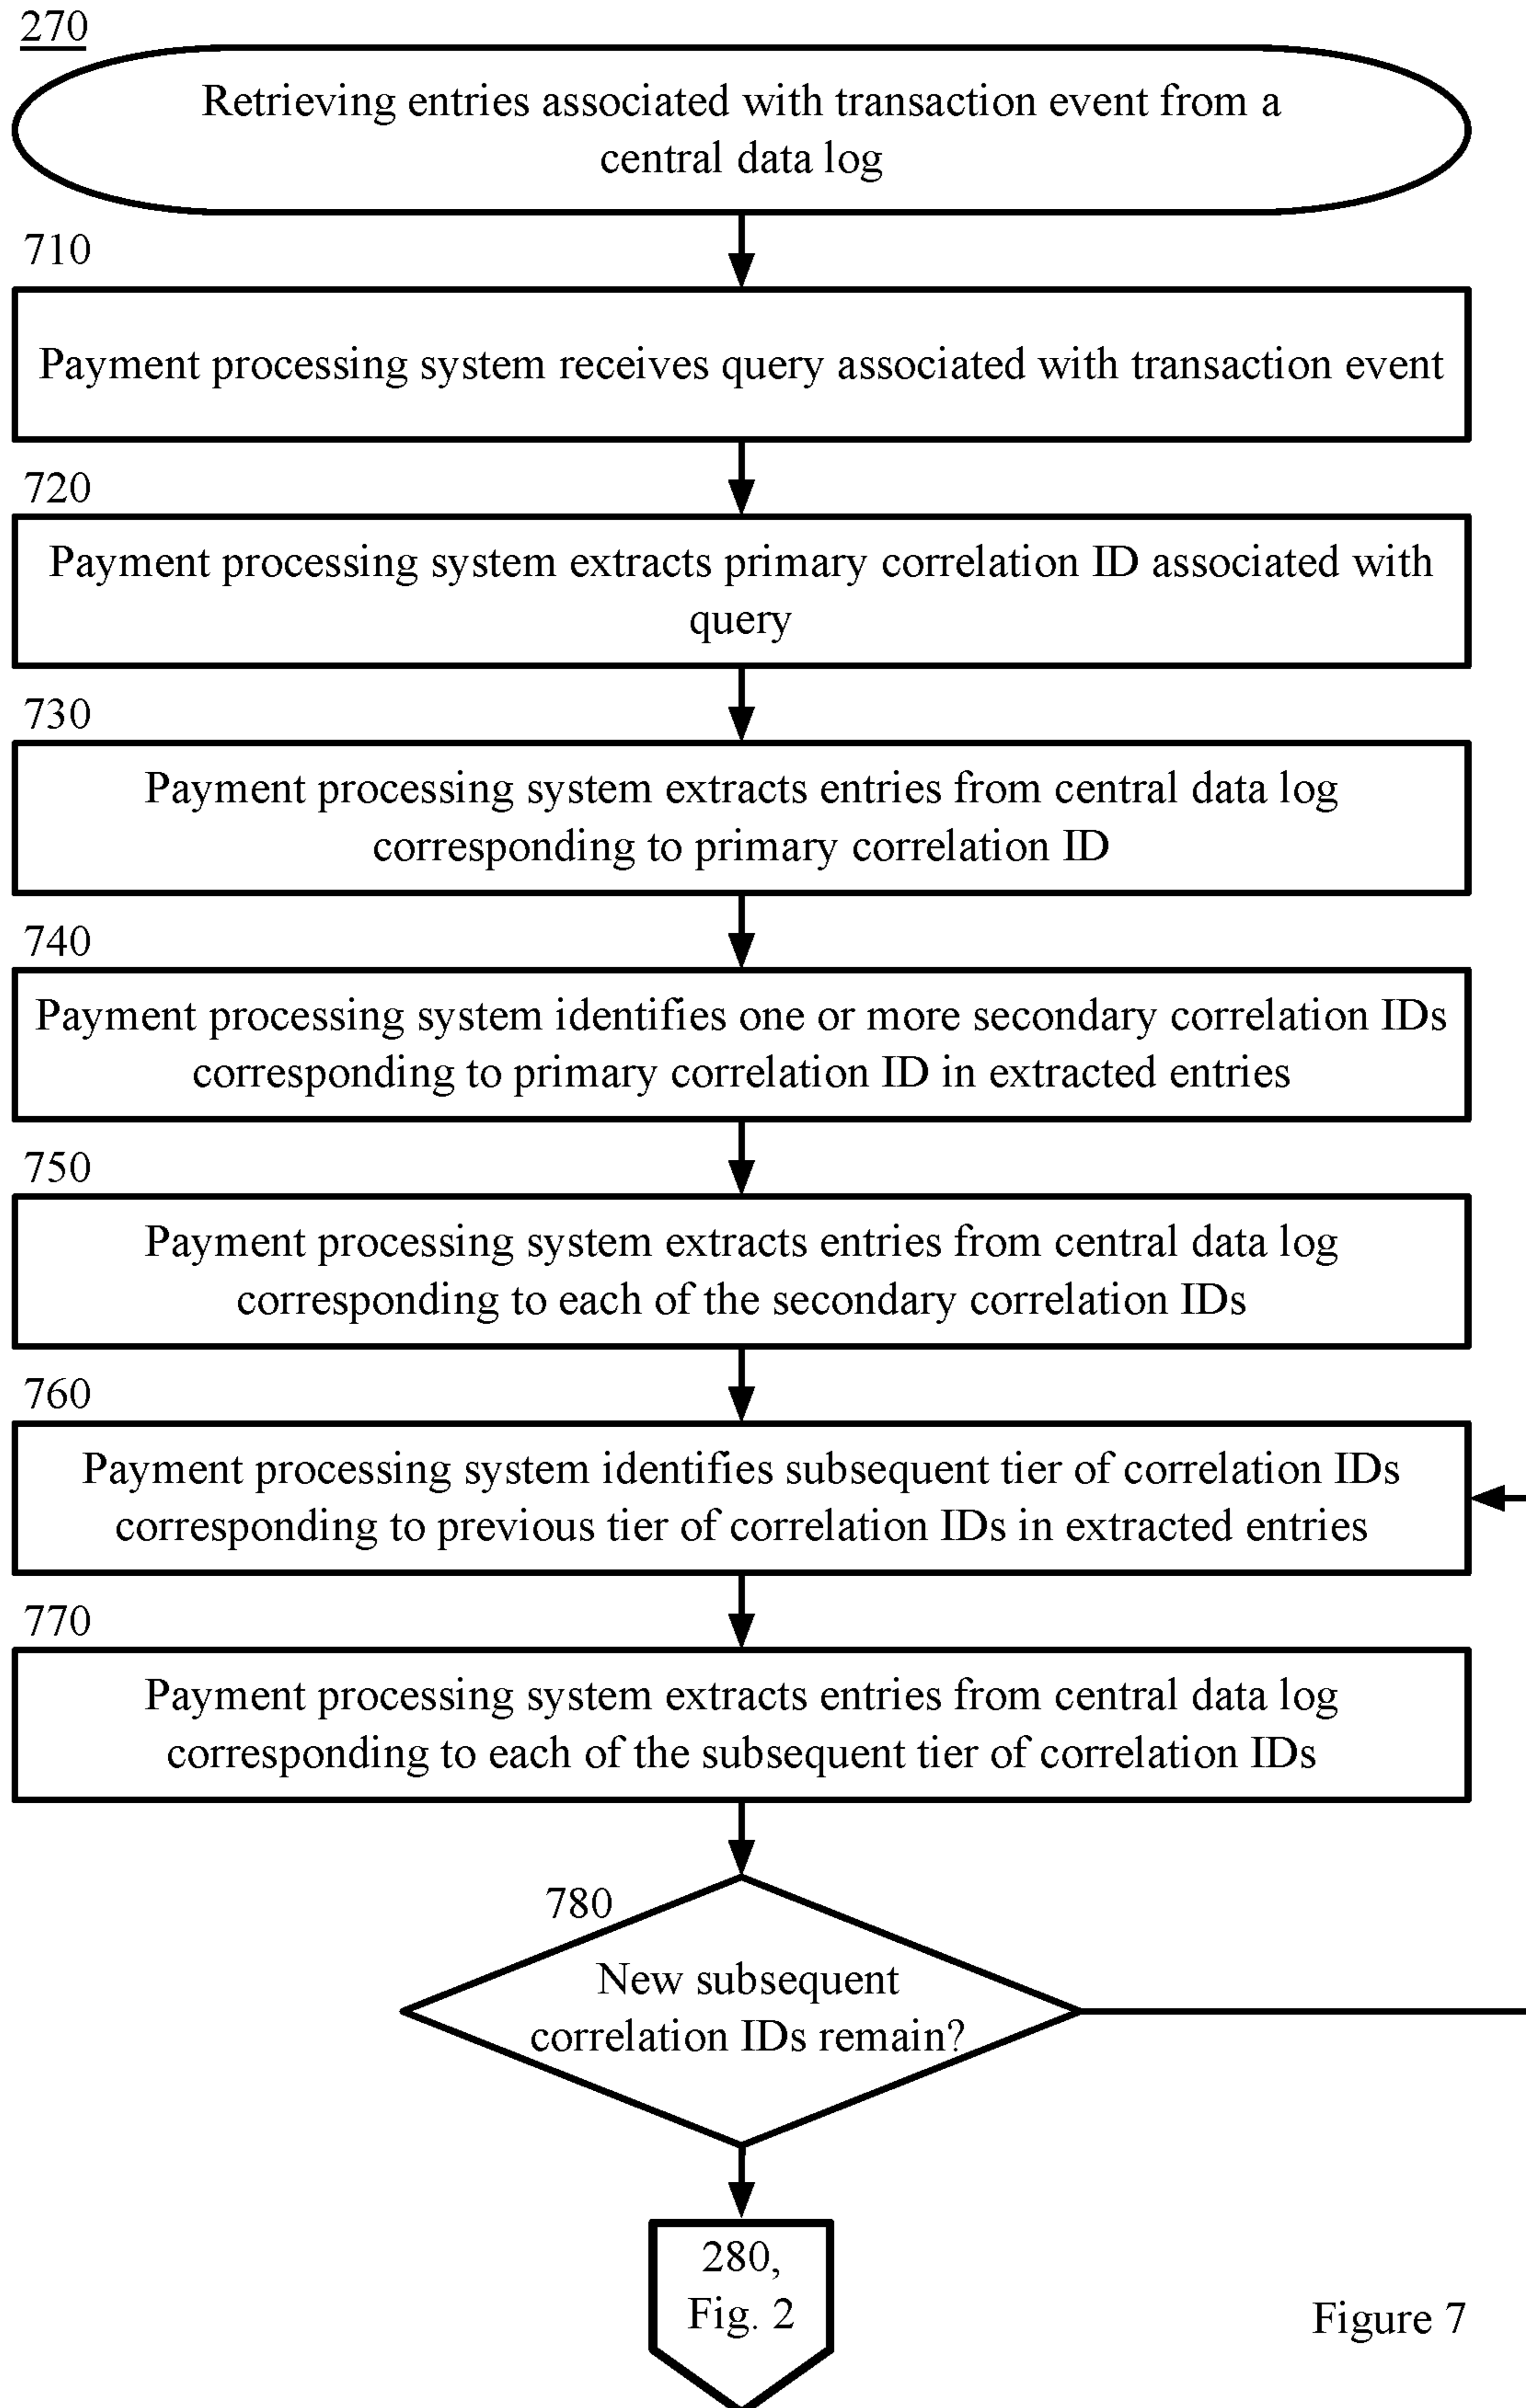 270
Retrieving entries associated with transaction event from a
central data log
710
Payment processing system receives query associated with transaction event
720
Payment processing system extracts primary correlation ID associated with
query
730
Payment processing system extracts entries from central data log
corresponding to primary correlation ID
740
Payment processing system identifies one or more secondary correlation IDs
corresponding to primary correlation ID in extracted entries
750
Payment processing system extracts entries from central data log
corresponding to each of the secondary correlation IDs
760
Payment processing system identifies subsequent tier of correlation IDs
corresponding to previous tier of correlation IDs in extracted entries
770
Payment processing system extracts entries from central data log
corresponding to each of the subsequent tier of correlation IDs
780
New subsequent
correlation IDs remain?
280,
Fig. 2
Figure 7